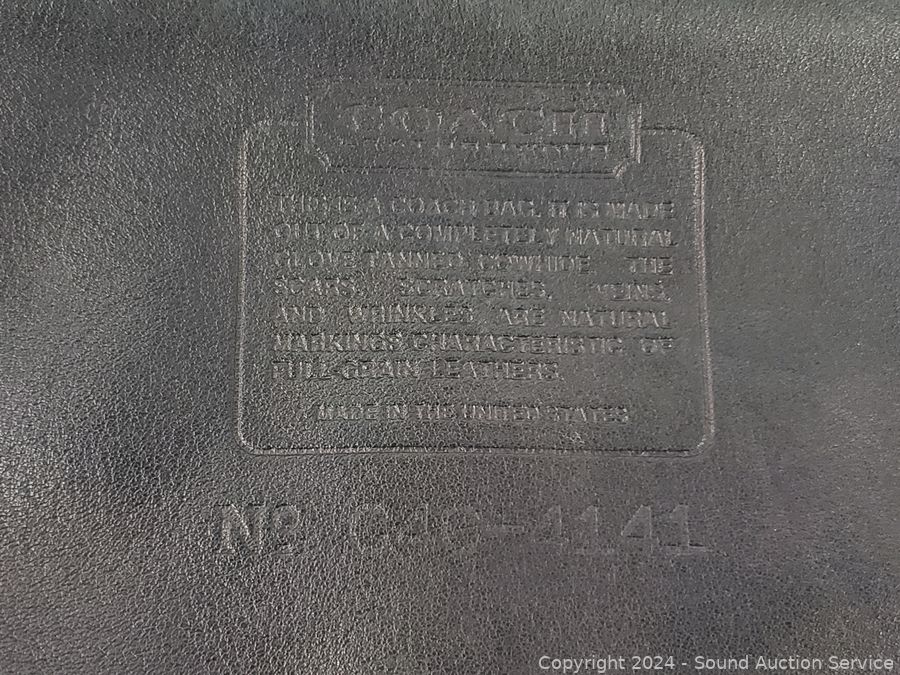 COACH
THIS IS A COACH BAG. IT IS MADE
OUT OF A COMPLETELY NATURAL
GLOVE TANNED COWHIDE. THE
SCARS, SCRATCHES, VEINS,
AND WRINKLES ARE NATURAL
MARKINGS CHARACTERISTIC OF
FULL GRAIN LEATHERS.
MADE IN THE UNITED STATES
Nº -4141
Copyright 2024 - Sound Auction Service